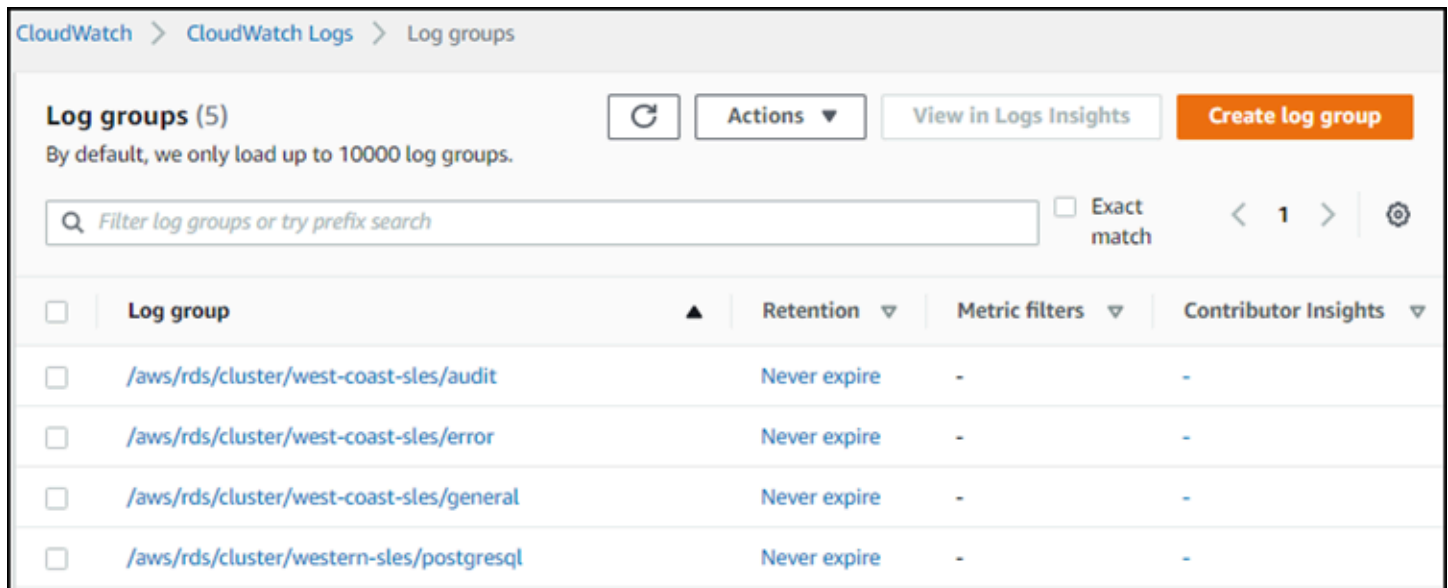 CloudWatch > CloudWatch Logs > Log groups
Log groups (5)
Actions ▼ View in Logs Insights Create log group
By default, we only load up to 10000 log groups.
Filter log groups or try prefix search
Exact
match
< 1 >
Log group ▲ Retention ▽ Metric filters ▽ Contributor Insights ▽
/aws/rds/cluster/west-coast-sles/audit Never expire - -
/aws/rds/cluster/west-coast-sles/error Never expire - -
/aws/rds/cluster/west-coast-sles/general Never expire - -
/aws/rds/cluster/western-sles/postgresql Never expire - -